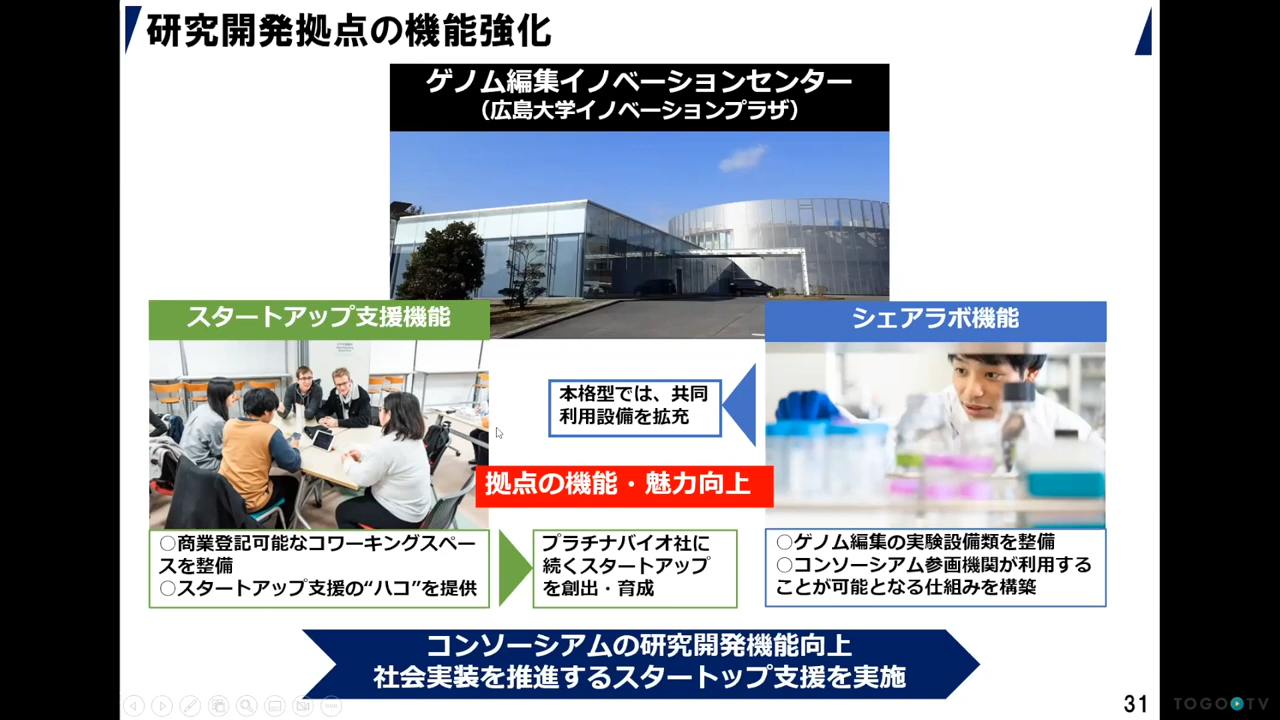 研究開発拠点の機能強化
ゲノム編集イノベーションセンター
（広島大学イノベーションプラザ）
スタートアップ支援機能
シェアラボ機能
本格型では、共同
利用設備を拡充
拠点の機能・魅力向上
〇商業登記可能なコワーキングスペー
スを整備
〇スタートアップ支援の“ハコ”を提供
プラチナバイオ社に
続くスタートアップ
を創出・育成
〇ゲノム編集の実験設備類を整備
〇コンソーシアム参画機関が利用する
ことが可能となる仕組みを構築
コンソーシアムの研究開発機能向上
社会実装を推進するスタートップ支援を実施
31
TOGO TV